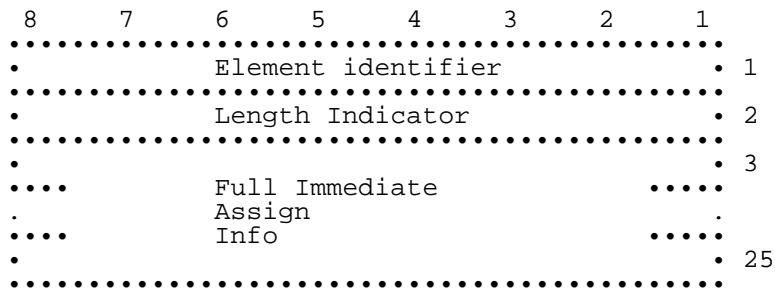 8 7 6 5 4 3 2 1
Element identifier 1
Length Indicator 2
3
Full Immediate
Assign
Info
25